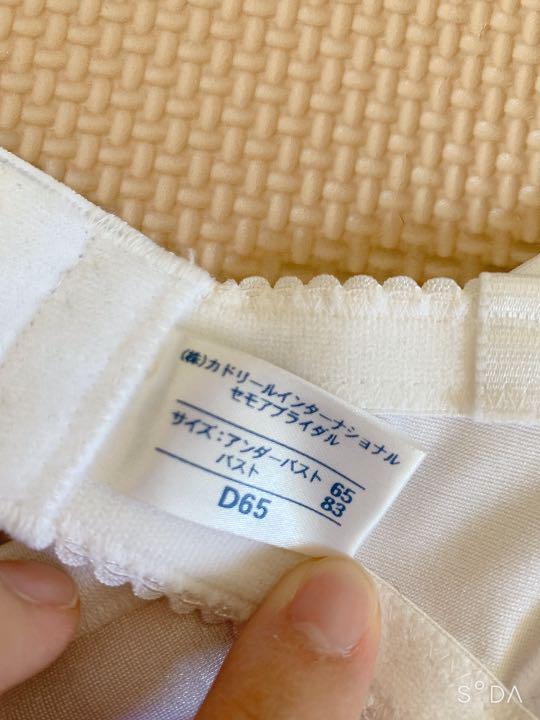 (株)カドリールインターナショナル
セモアブライダル
サイズ:アンダーバスト 65
バスト 83
D65
SODA